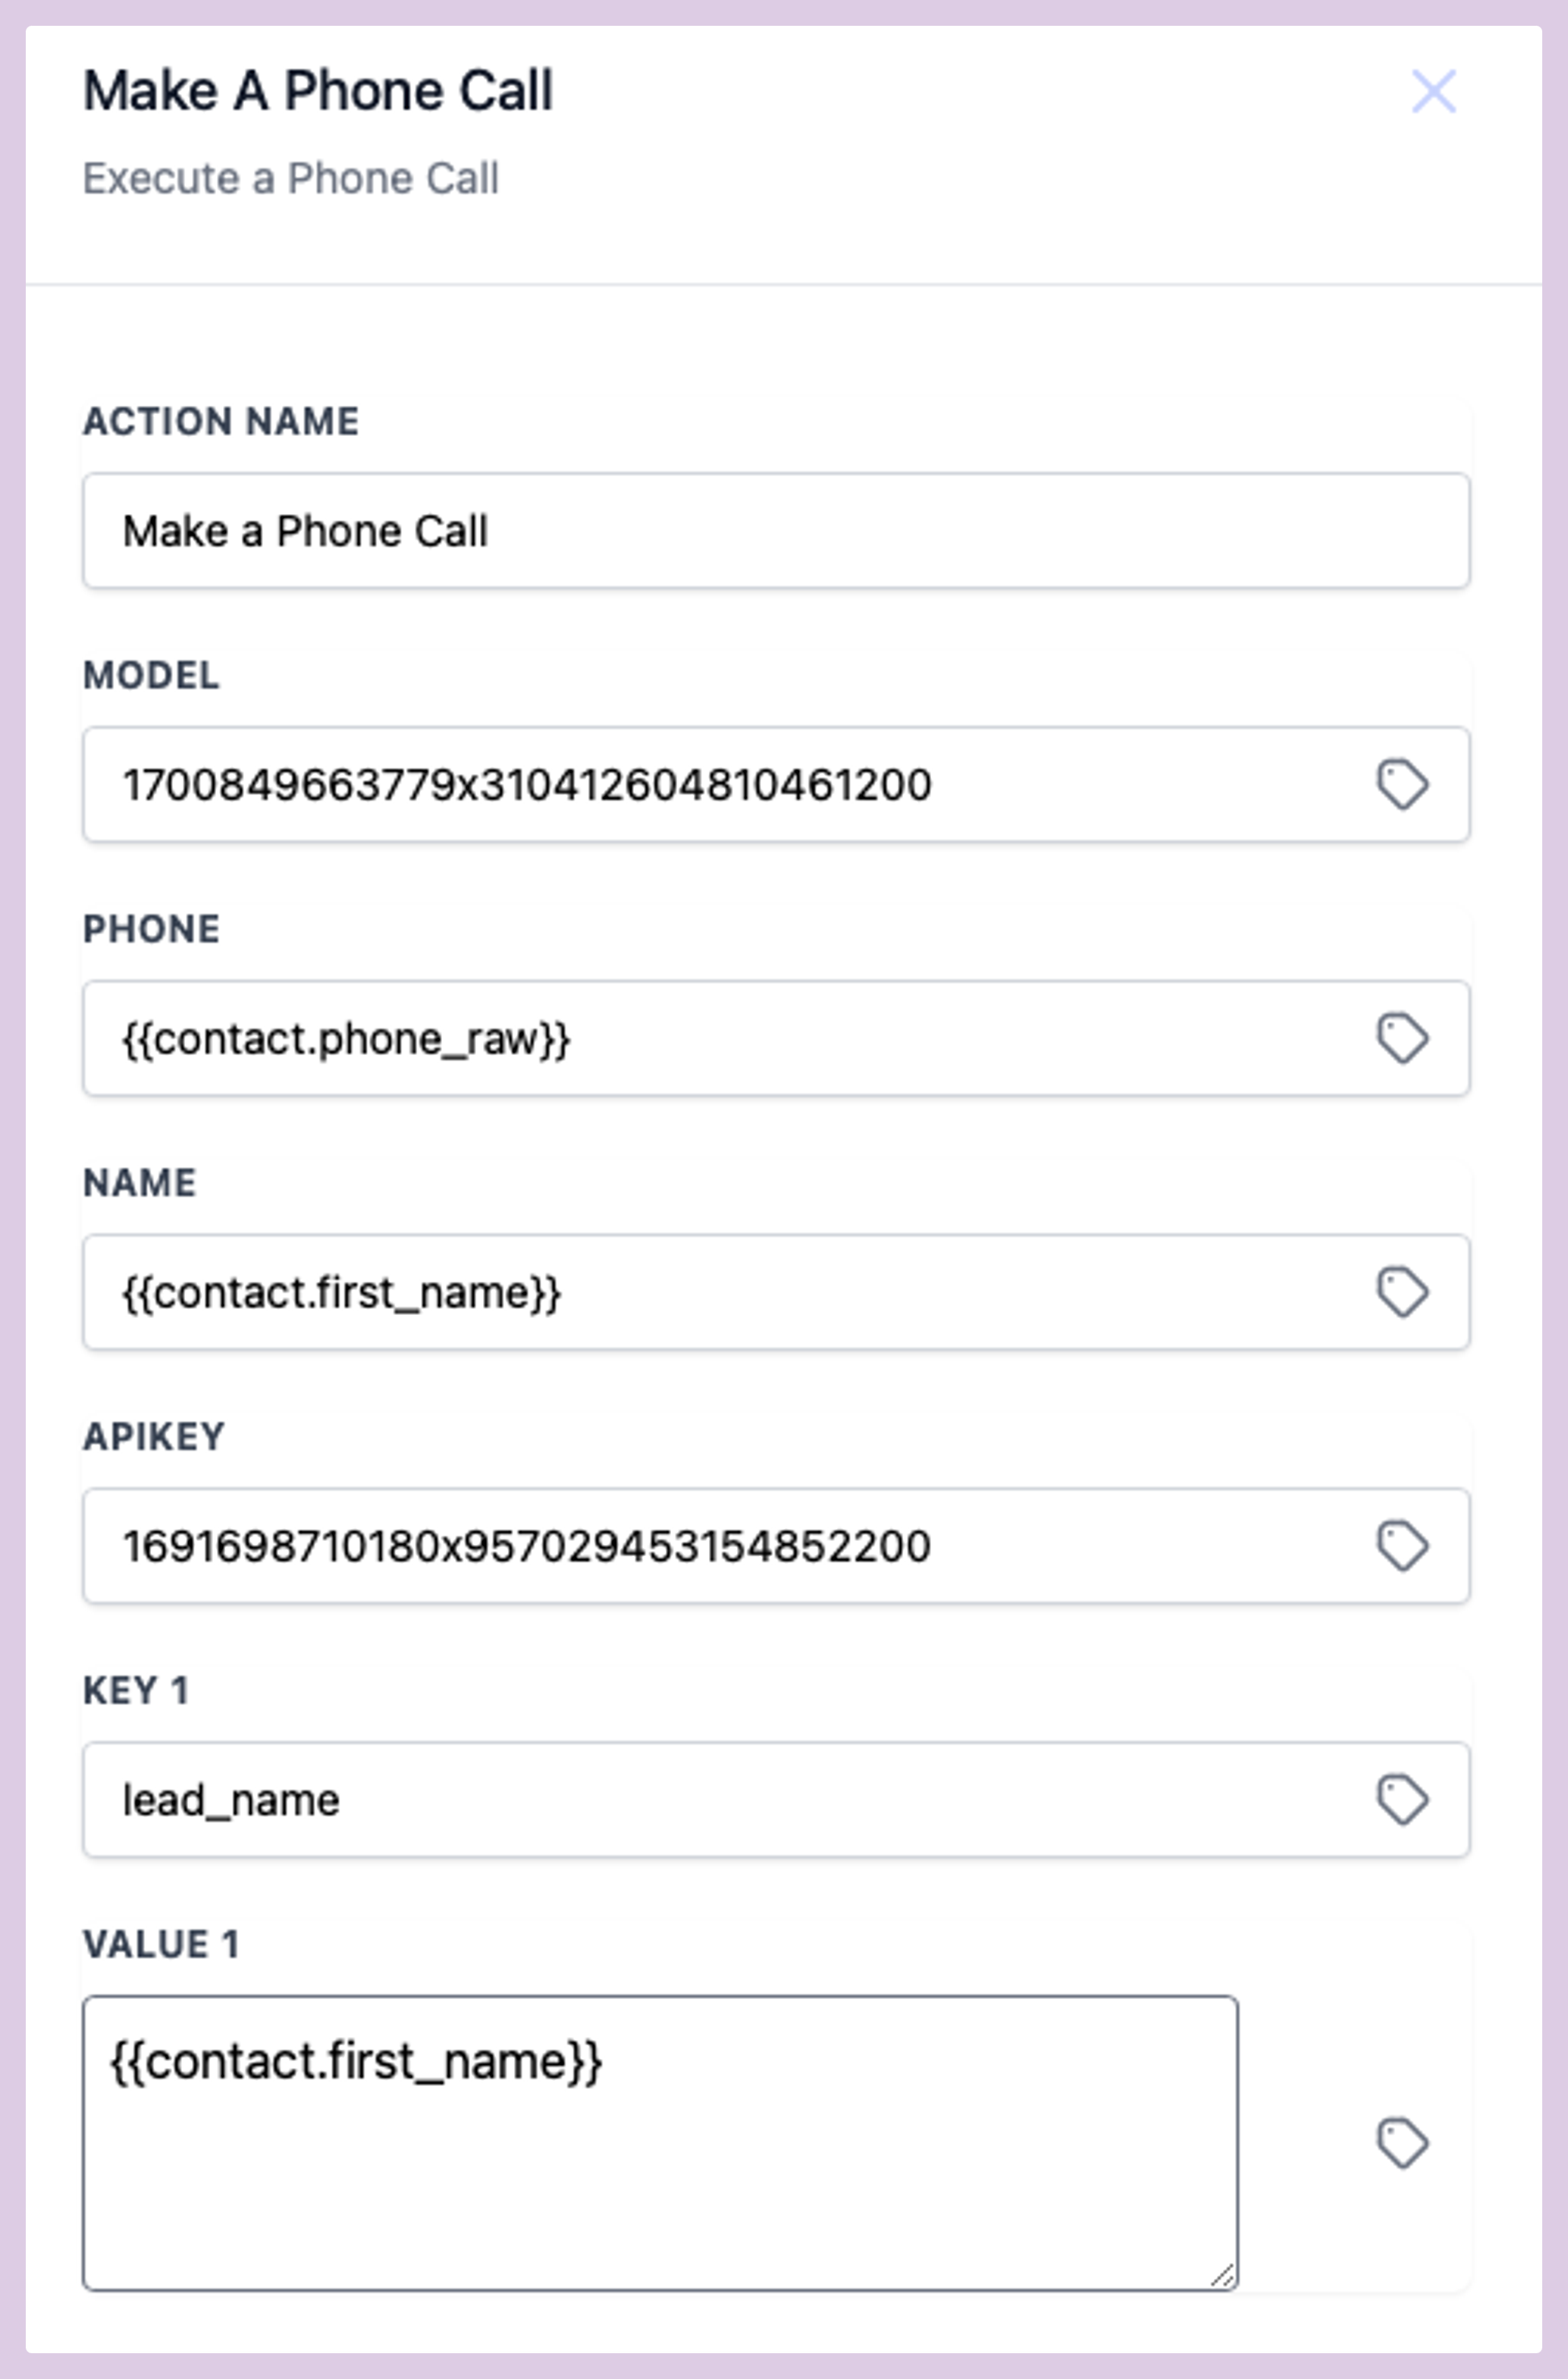 Make A Phone Call
Execute a Phone Call
ACTION NAME
Make a Phone Call
MODEL
1700849663779x310412604810461200
PHONE
{{contact.phone_raw}}
NAME
{{contact.first_name}}
APIKEY
1691698710180x957029453154852200
KEY 1
lead_name
VALUE 1
{{contact.first_name}}